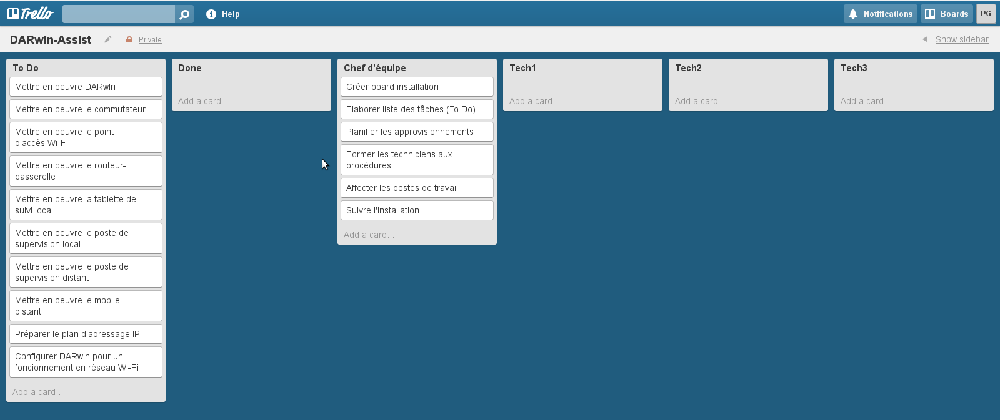 Trello
Help
Notifications
Boards
PG
DARwIn-Assist
Private
Show sidebar
To Do
Mettre en oeuvre DARwIn
Mettre en oeuvre le commutateur
Mettre en oeuvre le point
d'accès Wi-Fi
Mettre en oeuvre le routeur-
passerelle
Mettre en oeuvre la tablette de
suivi local
Mettre en oeuvre le poste de
supervision local
Mettre en oeuvre le poste de
supervision distant
Mettre en oeuvre le mobile
distant
Préparer le plan d'adressage IP
Configurer DARwIn pour un
foncionnement en réseau Wi-Fi
Add a card...
Done
Add a card...
Chef d'équipe
Créer board installation
Elaborer liste des tâches (To Do)
Planifier les approvisionnements
Former les techniciens aux
procédures
Affecter les postes de travail
Suivre l'installation
Add a card...
Tech1
Add a card...
Tech2
Add a card...
Tech3
Add a card...